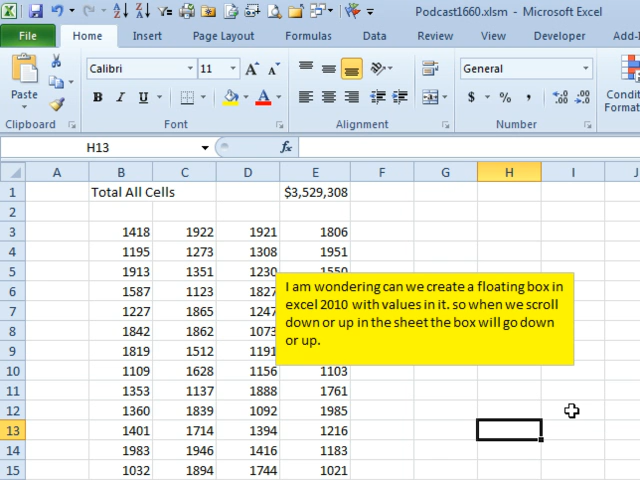 Podcast1660.xlsm - Microsoft Excel
File Home Insert Page Layout Formulas Data Review View Developer Add-I
Paste Calibri 11 General
B I U A A A $ % , Condi
Format
Clipboard Font Alignment Number
H13 fx
A B C D E F G H I J
1 Total All Cells $3,529,308
2
3 1418 1922 1921 1806
4 1195 1273 1308 1951
5 1913 1351 1230 1550
6 1587 1123 1827
7 1227 1865 1247
8 1842 1862 1073
9 1819 1512 1191
I am wondering can we create a floating box in
excel 2010 with values in it. so when we scroll
down or up in the sheet the box will go down
or up.
10 1109 1628 1156 1103
11 1353 1137 1888 1761
12 1360 1839 1092 1985
13 1401 1714 1394 1216
14 1983 1946 1416 1183
15 1032 1894 1744 1021